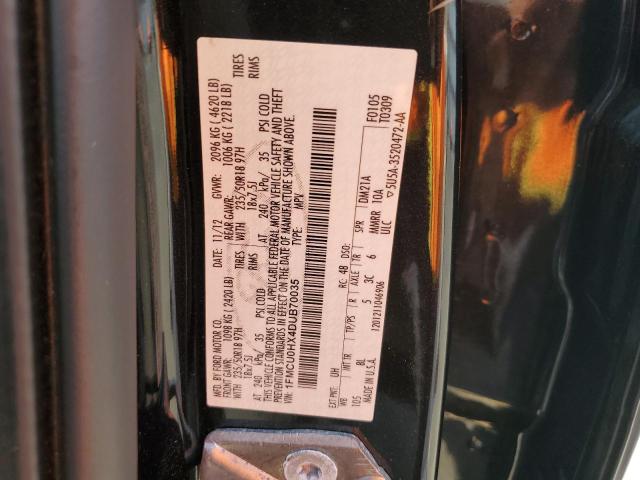 MFD. BY FORD MOTOR CO.
DATE: 11/12 GVWR: 2096 KG ( 4620 LB)
FRONT GAWR: 1098 KG (2420 LB) REAR GAWR: 1006 KG ( 2218 LB)
WITH 235/50R18 97H TIRES WITH 235/50R18 97H TIRES
18x7.5J RIMS 18x7.5J RIMS
AT 240 kPa/ 35 PSI COLD AT 240 kPa/ 35 PSI COLD
THIS VEHICLE CONFORMS TO ALL APPLICABLE FEDERAL MOTOR VEHICLE SAFETY AND THEFT
PREVENTION STANDARDS IN EFFECT ON THE DATE OF MANUFACTURE SHOWN ABOVE.
VIN: 1FMCU0HX4DUB70035 TYPE: MPV
F0105
T0309
EXT PNT: UH RC: 48 DSO:
WB INT TR TP/PS R AXLE TR SPR DM21A
105 8L 5 3C 6 MMRR 10A
MADE IN U.S.A. ULC
1201211046906 ▽5U5A-3520472-AA